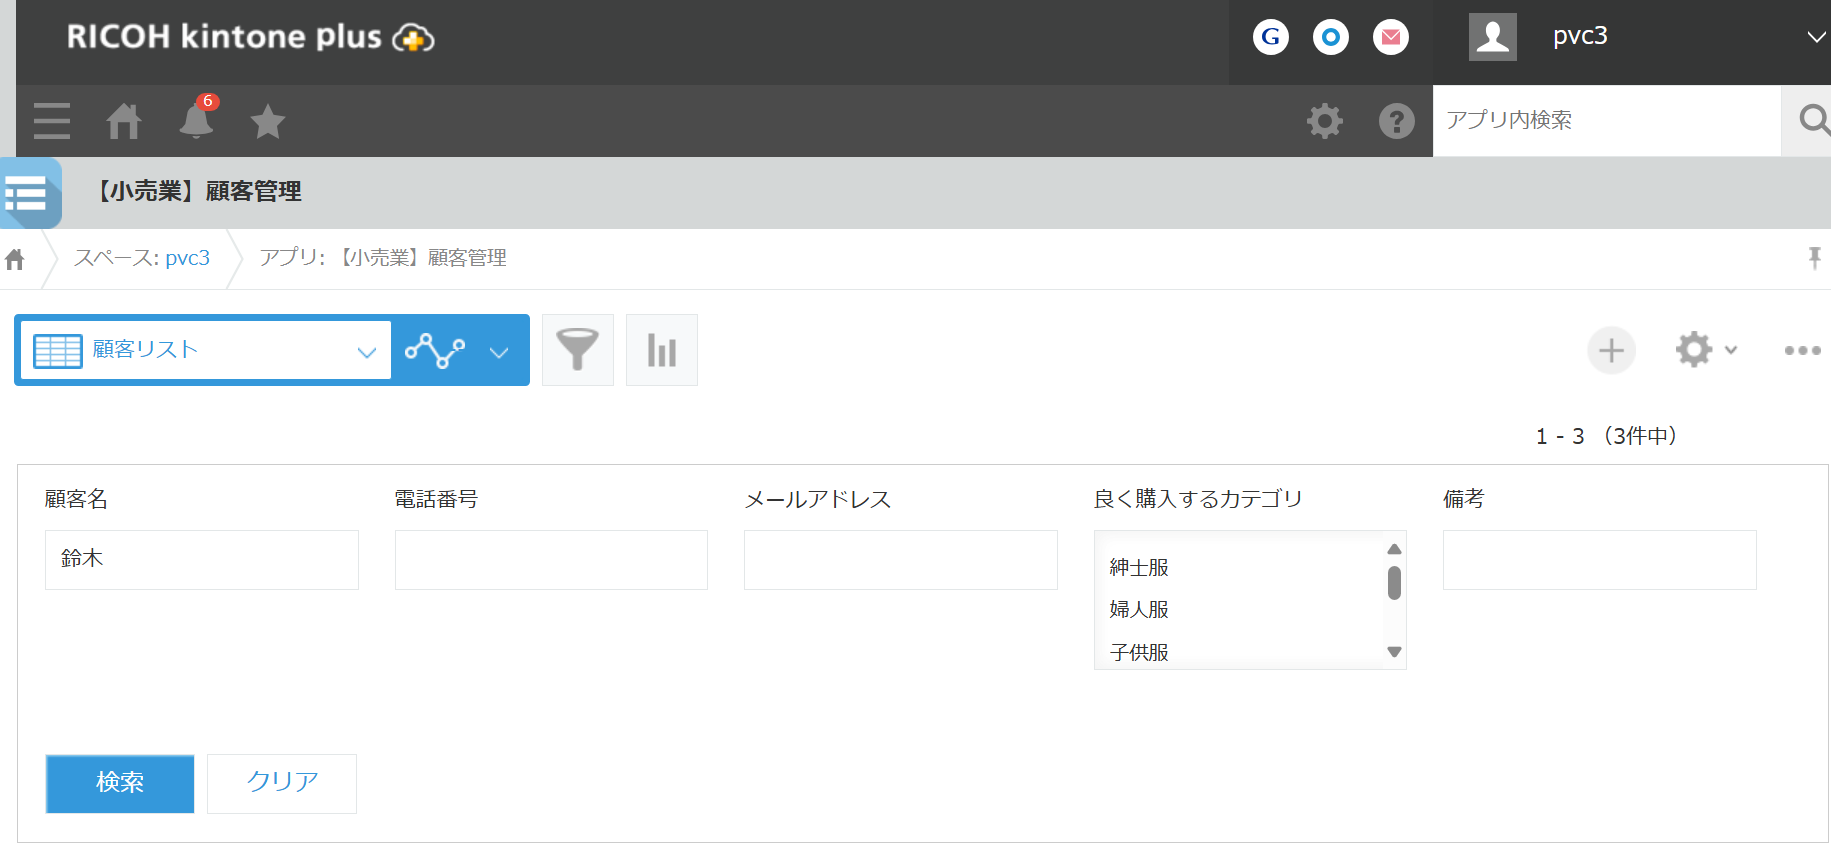 RICOH kintone plus
G
pvc3
6
?
アプリ内検索
【小売業】顧客管理
スペース: pvc3
アプリ: 【小売業】顧客管理
顧客リスト
1 - 3 （3件中）
顧客名
電話番号
メールアドレス
良く購入するカテゴリ
備考
鈴木
紳士服
婦人服
子供服
検索
クリア